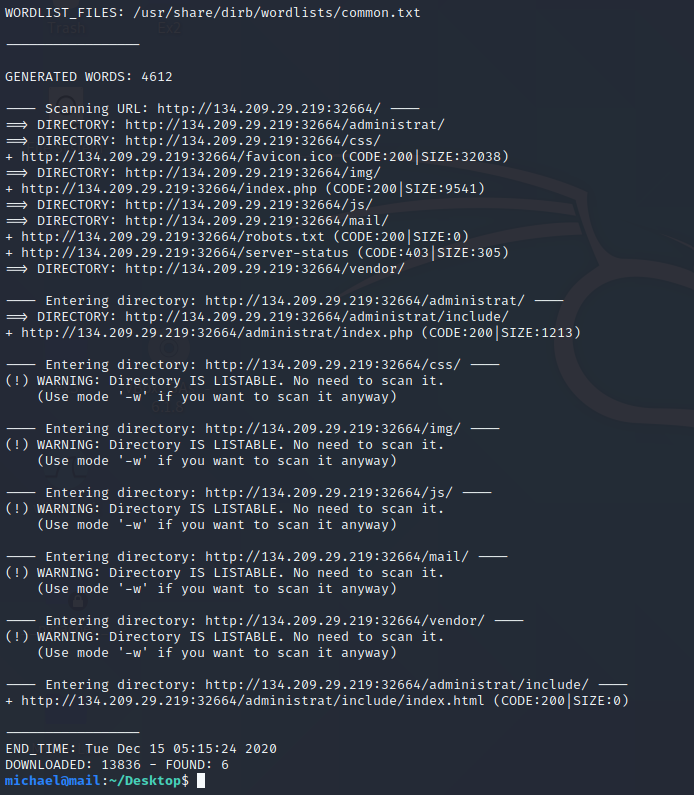 WORDLIST_FILES: /usr/share/dirb/wordlists/common.txt
-----------------
GENERATED WORDS: 4612
---- Scanning URL: http://134.209.29.219:32664/ ----
==> DIRECTORY: http://134.209.29.219:32664/administrat/
==> DIRECTORY: http://134.209.29.219:32664/css/
+ http://134.209.29.219:32664/favicon.ico (CODE:200|SIZE:32038)
==> DIRECTORY: http://134.209.29.219:32664/img/
+ http://134.209.29.219:32664/index.php (CODE:200|SIZE:9541)
==> DIRECTORY: http://134.209.29.219:32664/js/
==> DIRECTORY: http://134.209.29.219:32664/mail/
+ http://134.209.29.219:32664/robots.txt (CODE:200|SIZE:0)
+ http://134.209.29.219:32664/server-status (CODE:403|SIZE:305)
==> DIRECTORY: http://134.209.29.219:32664/vendor/
---- Entering directory: http://134.209.29.219:32664/administrat/ ----
==> DIRECTORY: http://134.209.29.219:32664/administrat/include/
+ http://134.209.29.219:32664/administrat/index.php (CODE:200|SIZE:1213)
---- Entering directory: http://134.209.29.219:32664/css/ ----
(!) WARNING: Directory IS LISTABLE. No need to scan it.
(Use mode '-w' if you want to scan it anyway)
---- Entering directory: http://134.209.29.219:32664/img/ ----
(!) WARNING: Directory IS LISTABLE. No need to scan it.
(Use mode '-w' if you want to scan it anyway)
---- Entering directory: http://134.209.29.219:32664/js/ ----
(!) WARNING: Directory IS LISTABLE. No need to scan it.
(Use mode '-w' if you want to scan it anyway)
---- Entering directory: http://134.209.29.219:32664/mail/ ----
(!) WARNING: Directory IS LISTABLE. No need to scan it.
(Use mode '-w' if you want to scan it anyway)
---- Entering directory: http://134.209.29.219:32664/vendor/ ----
(!) WARNING: Directory IS LISTABLE. No need to scan it.
(Use mode '-w' if you want to scan it anyway)
---- Entering directory: http://134.209.29.219:32664/administrat/include/ ----
+ http://134.209.29.219:32664/administrat/include/index.html (CODE:200|SIZE:0)
-----------------
END_TIME: Tue Dec 15 05:15:24 2020
DOWNLOADED: 13836 - FOUND: 6
michael@mail:~/Desktop$